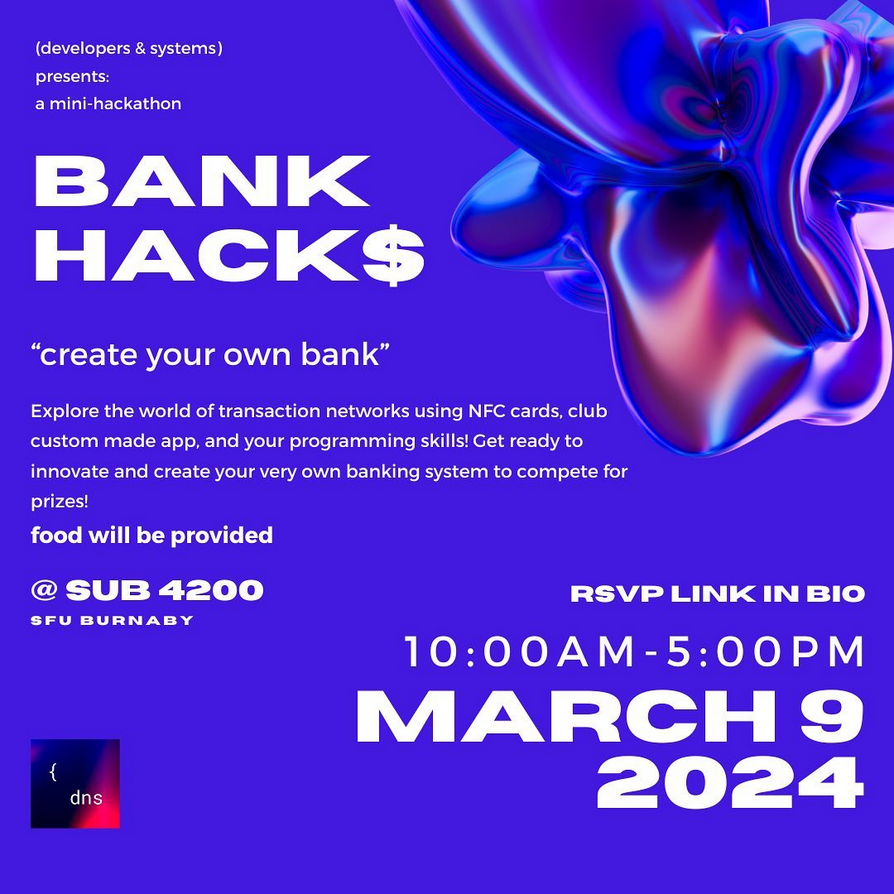 (developers & systems)
presents:
a mini-hackathon
BANK
HACK$
“create your own bank”
Explore the world of transaction networks using NFC cards, club
custom made app, and your programming skills! Get ready to
innovate and create your very own banking system to compete for
prizes!
food will be provided
@ SUB 4200
SFU BURNABY
RSVP LINK IN BIO
10:00AM-5:00PM
MARCH 9
2024
{
dns